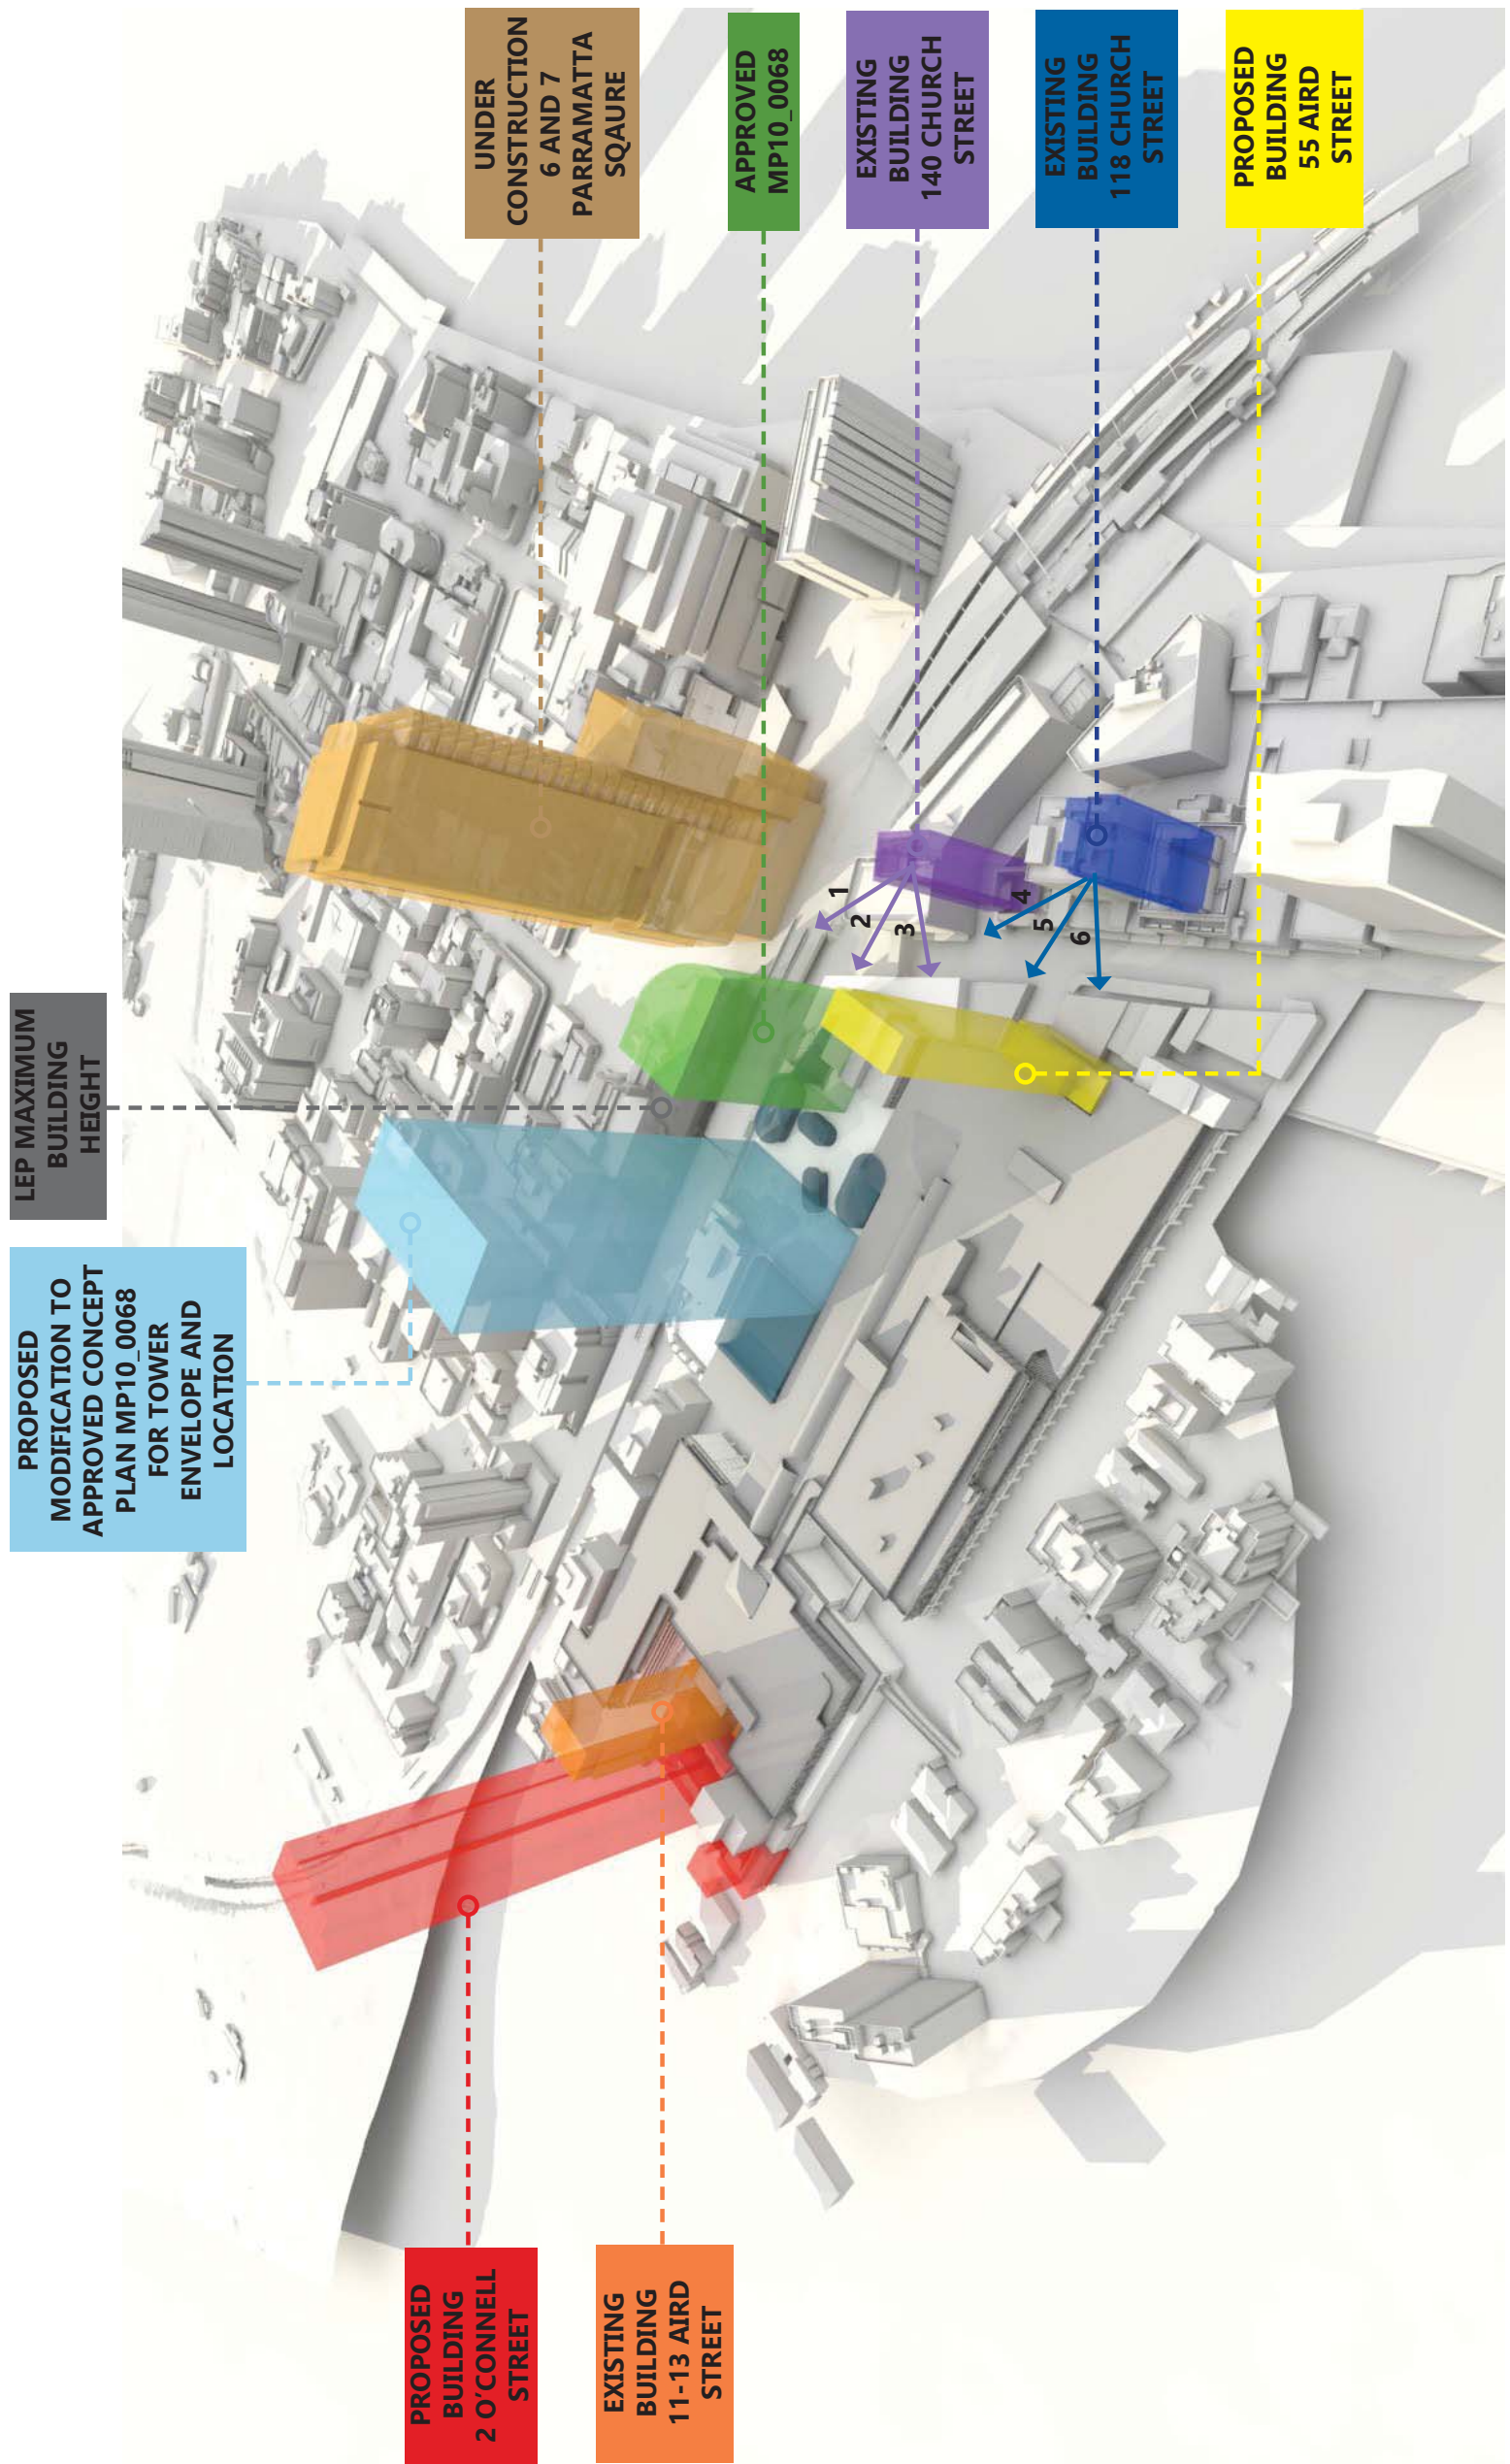 PROPOSED
BUILDING
2 O'CONNELL
STREET
EXISTING
BUILDING
11-13 AIRD
STREET
PROPOSED
MODIFICATION TO
APPROVED CONCEPT
PLAN MP10_0068
FOR TOWER
ENVELOPE AND
LOCATION
LEP MAXIMUM
BUILDING
HEIGHT
UNDER
CONSTRUCTION
6 AND 7
PARRAMATTA
SQAURE
APPROVED
MP10_0068
EXISTING
BUILDING
140 CHURCH
STREET
EXISTING
BUILDING
118 CHURCH
STREET
PROPOSED
BUILDING
55 AIRD
STREET
1
2
3
4
5
6